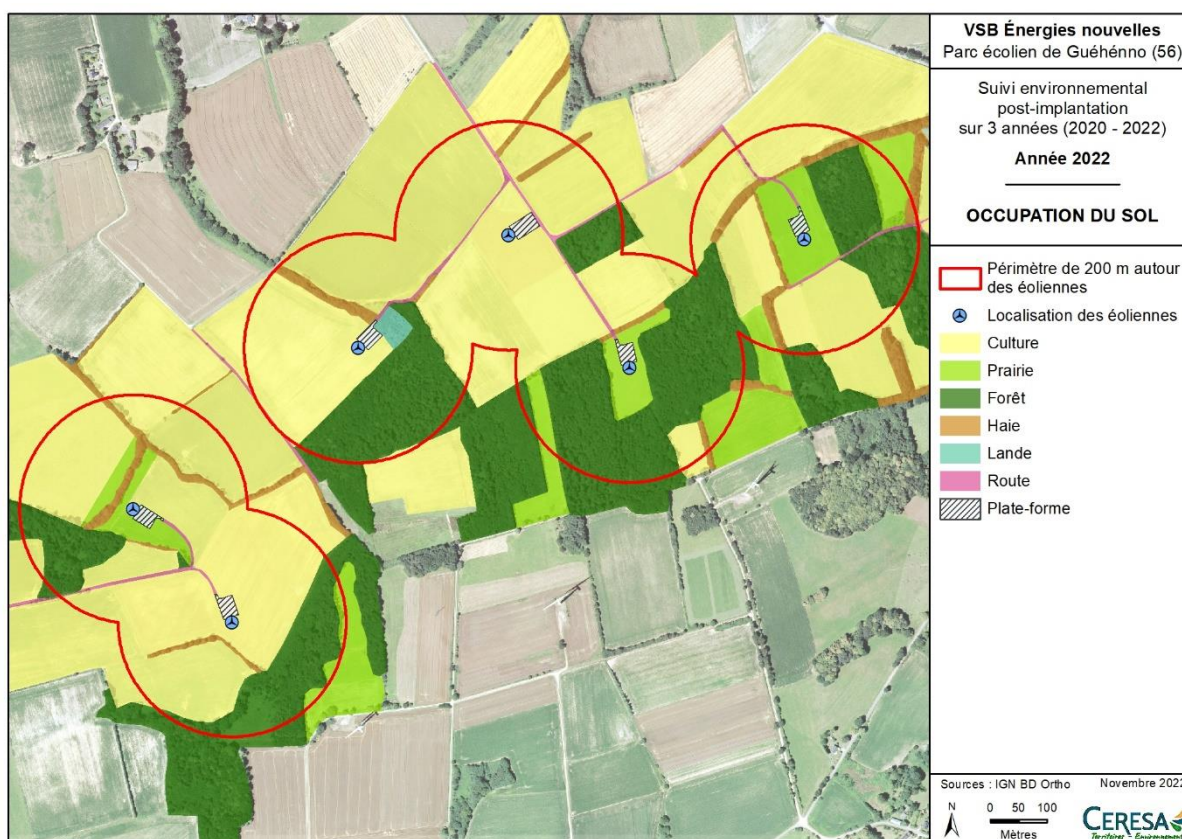 VSB Énergies nouvelles
Parc écolien de Guéhénno (56)
Suivi environnemental
post-implantation
sur 3 années (2020 - 2022)
Année 2022
OCCUPATION DU SOL
Périmètre de 200 m autour
des éoliennes
Localisation des éoliennes
Culture
Prairie
Forêt
Haie
Lande
Route
Plate-forme
Sources : IGN BD Ortho Novembre 2022
N 0 50 100
Mètres
CERESA
Territoires - Environnement